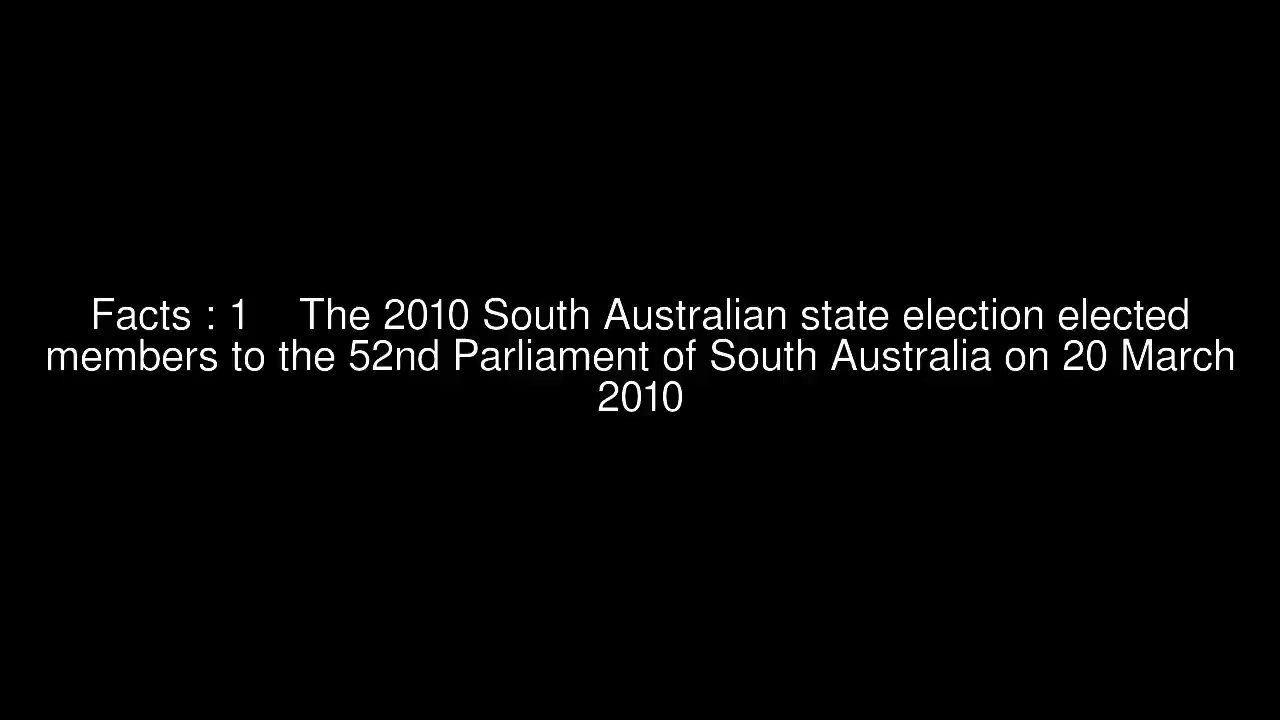 Facts : 1    The 2010 South Australian state election elected
members to the 52nd Parliament of South Australia on 20 March
2010